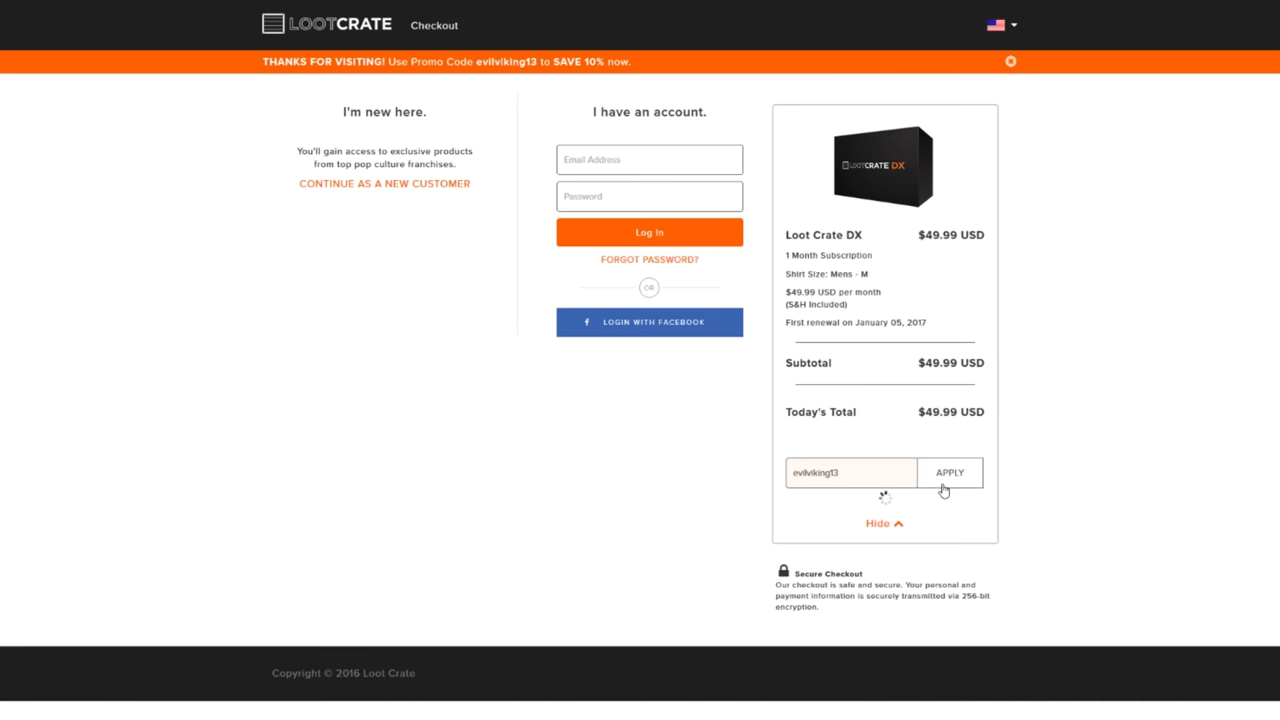 LOOTCRATE Checkout
THANKS FOR VISITING! Use Promo Code evilviking13 to SAVE 10% now.
I'm new here.
You'll gain access to exclusive products
from top pop culture franchises.
CONTINUE AS A NEW CUSTOMER
I have an account.
Email Address
Password
Log In
FORGOT PASSWORD?
OR
f LOGIN WITH FACEBOOK
LOOTCRATE DX
Loot Crate DX $49.99 USD
1 Month Subscription
Shirt Size: Mens - M
$49.99 USD per month
(S&H Included)
First renewal on January 05, 2017
Subtotal $49.99 USD
Today's Total $49.99 USD
evilviking13 APPLY
Hide
Secure Checkout
Our checkout is safe and secure. Your personal and
payment information is securely transmitted via 256-bit
encryption.
Copyright © 2016 Loot Crate